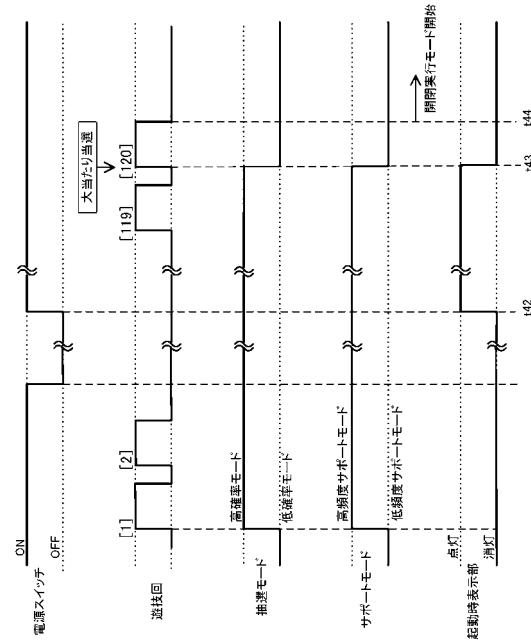 電源スイッチ
ON
OFF
遊技回
[1]
[2]
[119]
[120]
大当たり当選
抽選モード
高確率モード
低確率モード
サポートモード
高頻度サポートモード
低頻度サポートモード
開閉実行モード開始
起動時表示部
点灯
消灯
t42
t43
t44